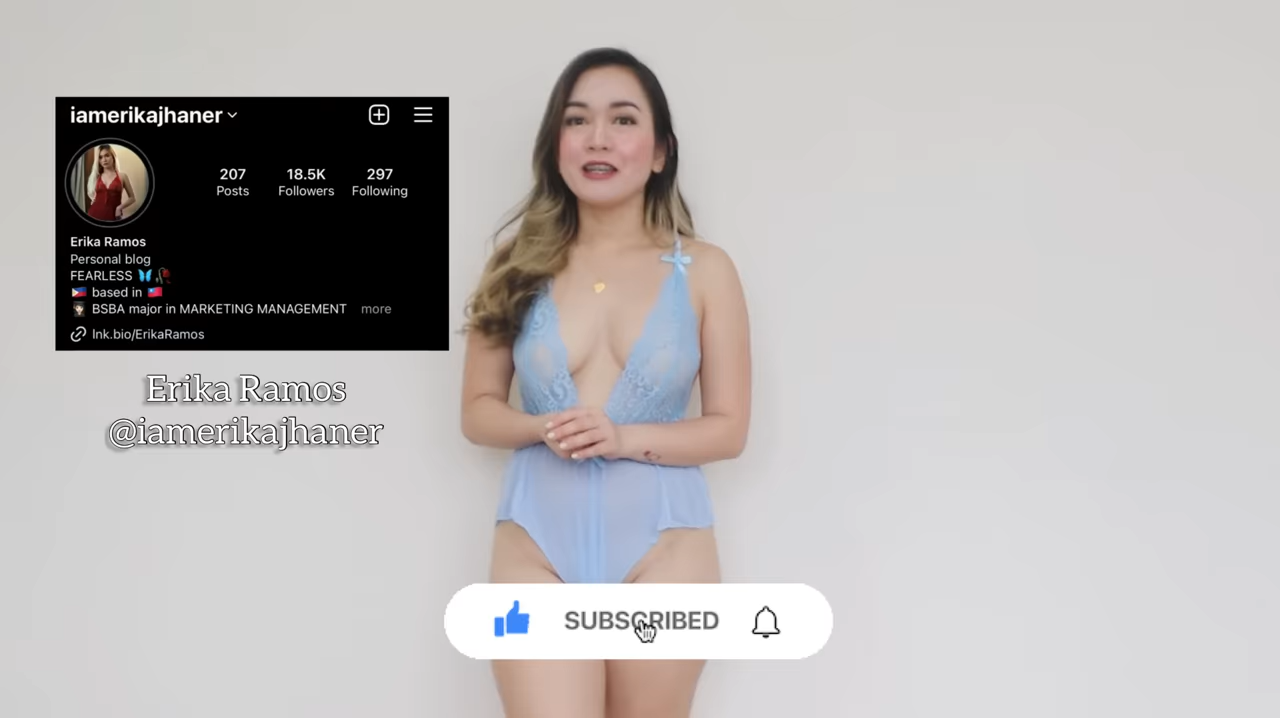 iamerikajhaner
207 18.5K 297
Posts Followers Following
Erika Ramos
Personal blog
FEARLESS 🦋🥀
🇵🇭 based in 🇹🇼
👩🏻‍🎓 BSBA major in MARKETING MANAGEMENT more
lnk.bio/ErikaRamos
Erika Ramos
@iamerikajhaner
SUBSCRIBED